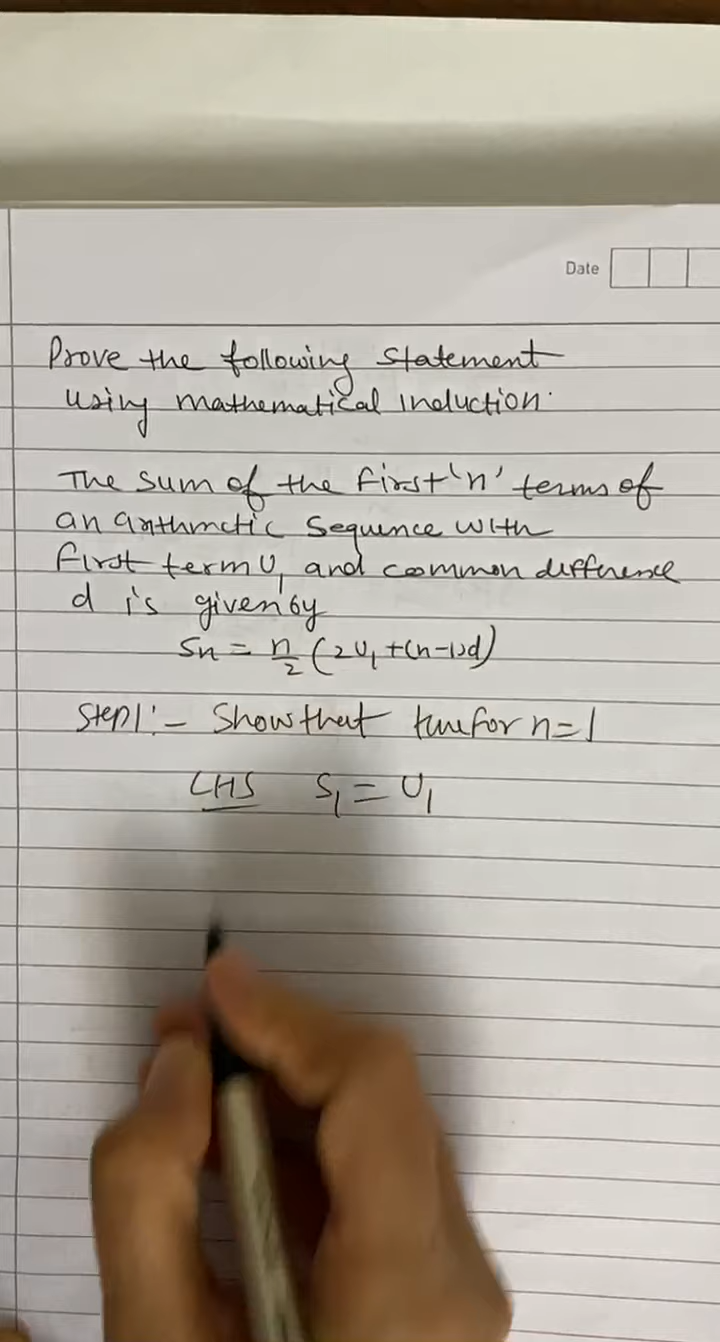 Date
Prove the following statement
using mathematical induction.
The sum of the first 'n' terms of
an arithmetic sequence with
first term U₁ and common difference
d is given by
Sn = n/2 (2U₁ + (n-1)d)
Step1:- Show that true for n=1
LHS S₁ = U₁